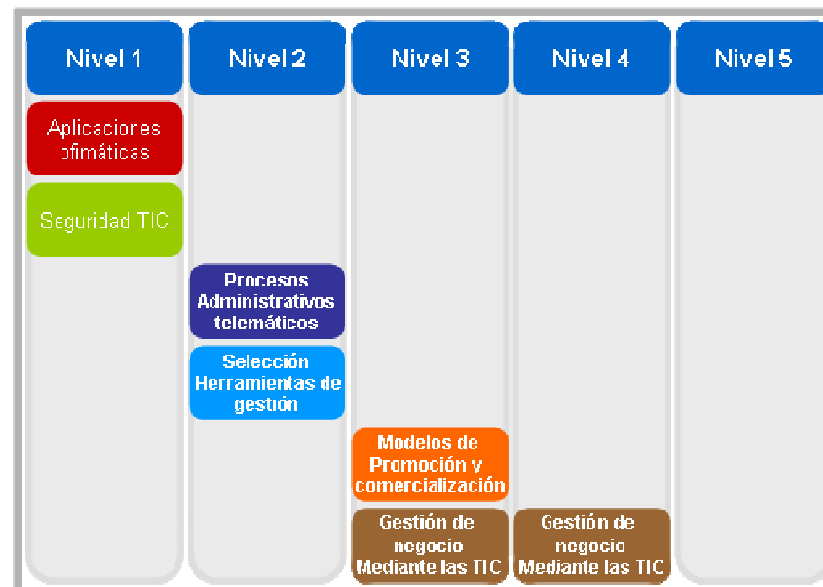 Nivel 1
Nivel 2
Nivel 3
Nivel 4
Nivel 5
Aplicaciones
ofimáticas
Seguridad TIC
Procesos
Administrativos
telemáticos
Selección
Herramientas de
gestión
Modelos de
Promoción y
comercialización
Gestión de
negocio
Mediante las TIC
Gestión de
negocio
Mediante las TIC